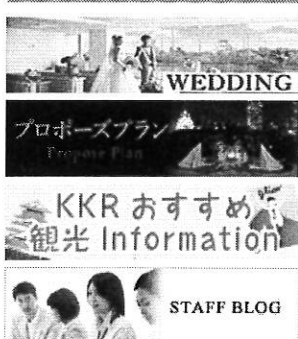 WEDDING
プロポーズプラン
Propose Plan
KKR おすすめ
観光 Information
STAFF BLOG